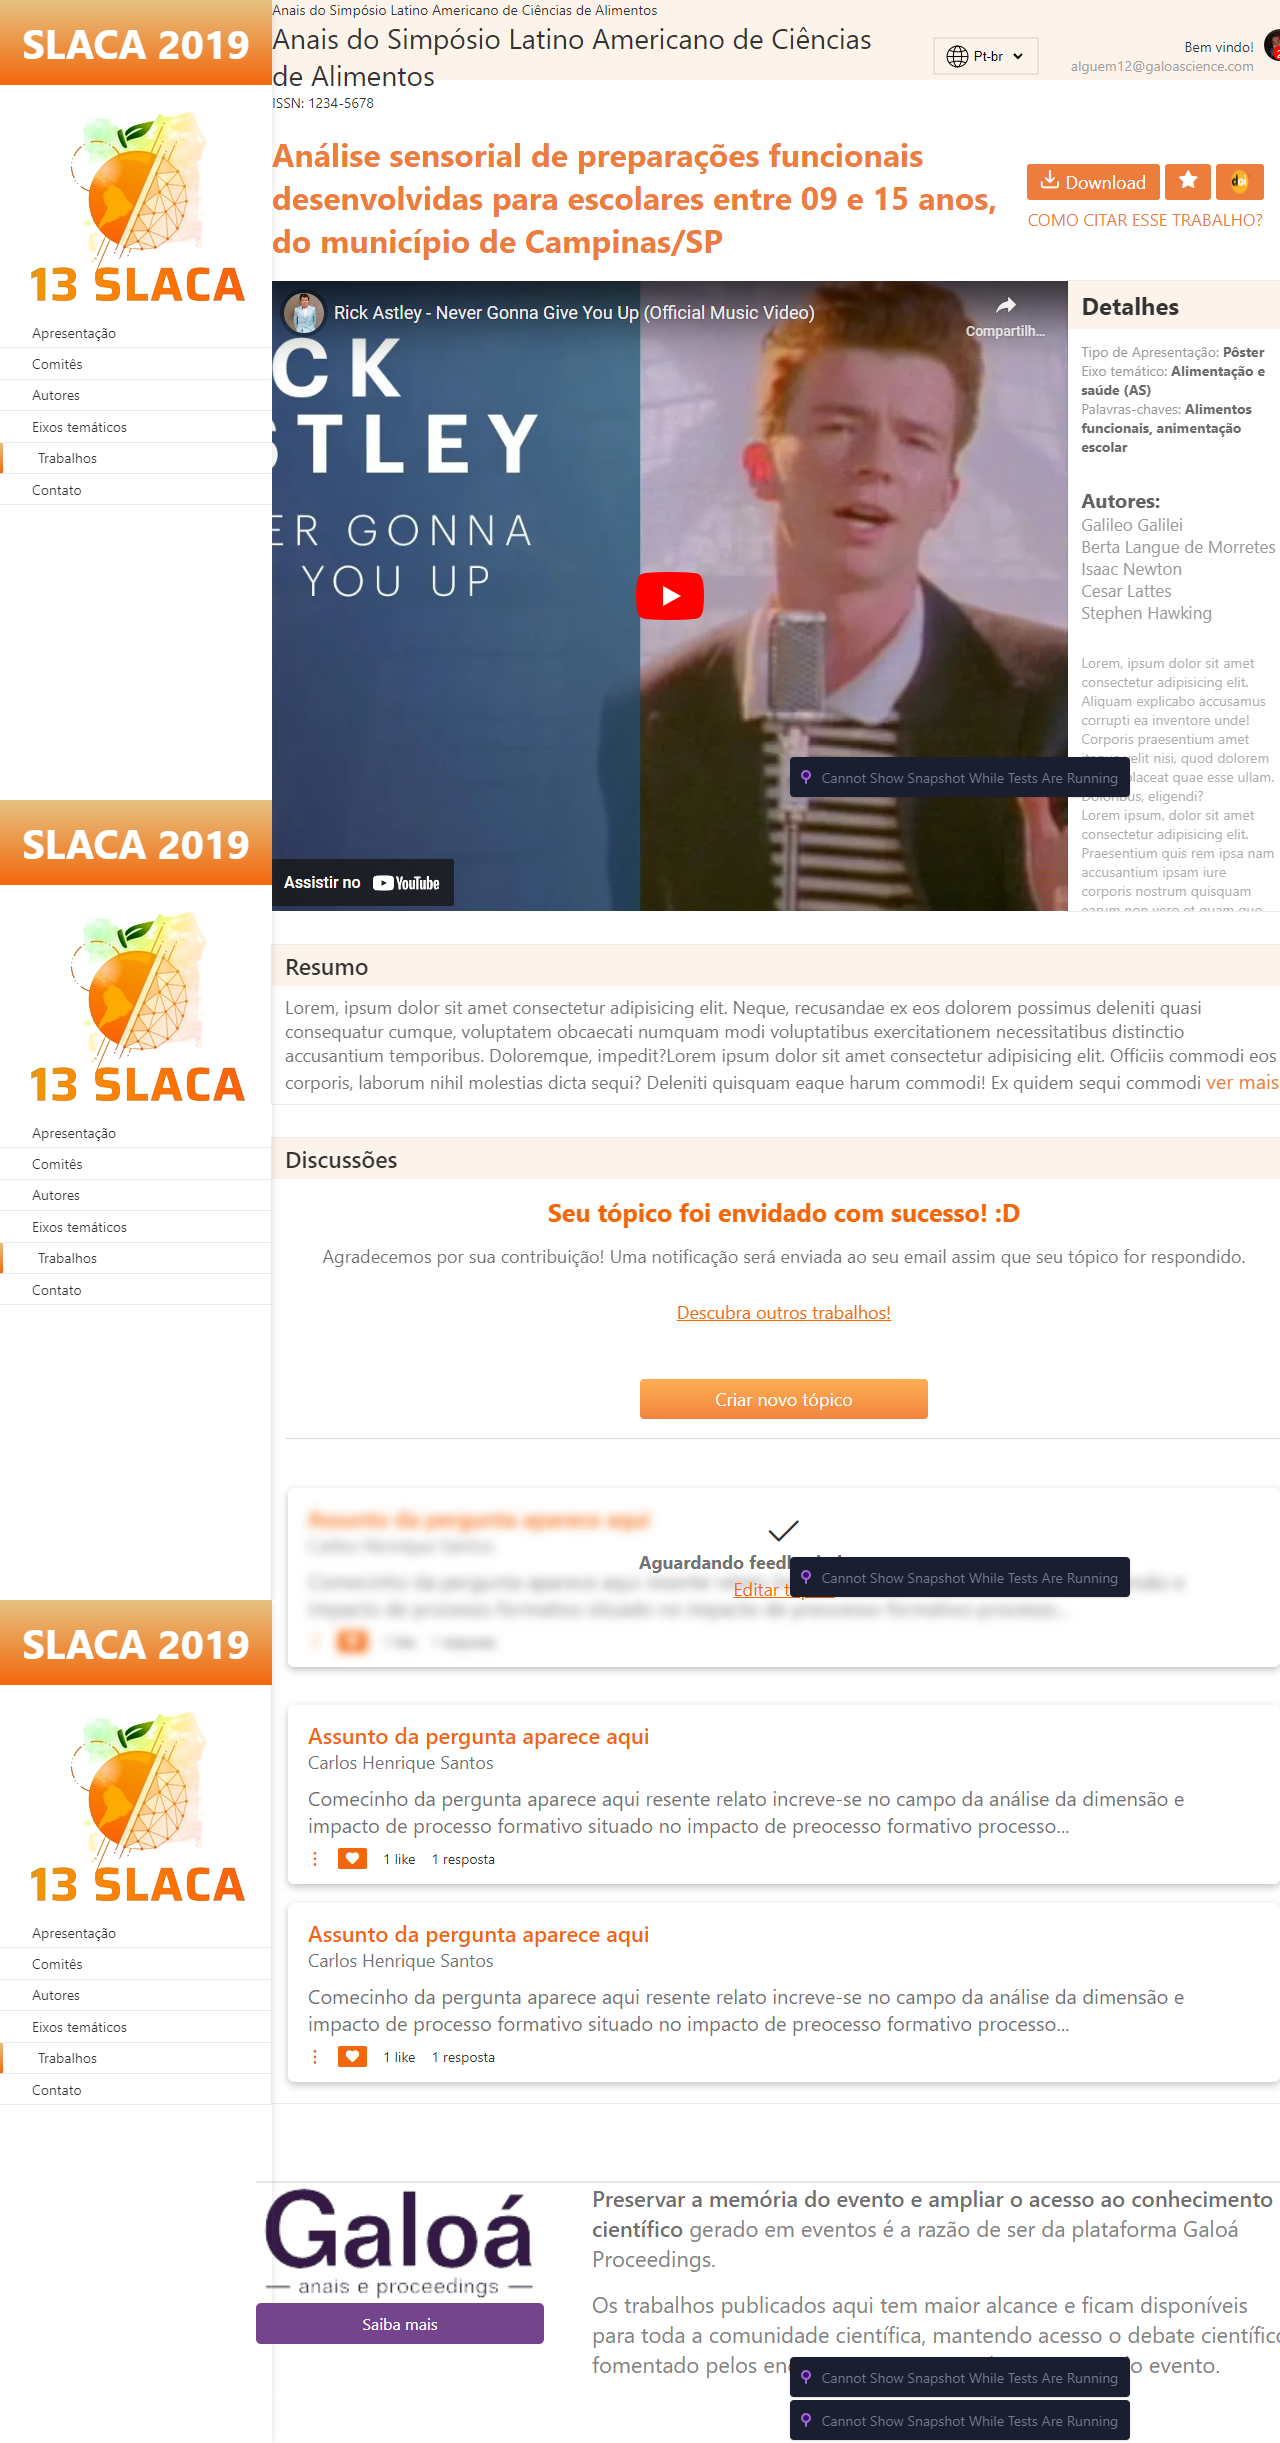 SLACA 2019
13 SLACA
Apresentação
Comitês
Autores
Eixos temáticos
Trabalhos
Contato
Anais do Simpósio Latino Americano de Ciências de Alimentos
Anais do Simpósio Latino Americano de Ciências
de Alimentos
ISSN: 1234-5678
Pt-br
Bem vindo!
alguem12@galoascience.com
Análise sensorial de preparações funcionais
desenvolvidas para escolares entre 09 e 15 anos,
do município de Campinas/SP
Download
doi
COMO CITAR ESSE TRABALHO?
Rick Astley - Never Gonna Give You Up (Official Music Video)
Compartilh...
CK
STLEY
ER GONNA
YOU UP
Assistir no YouTube
Detalhes
Tipo de Apresentação: Pôster
Eixo temático: Alimentação e
saúde (AS)
Palavras-chaves: Alimentos
funcionais, animentação
escolar
Autores:
Galileo Galilei
Berta Langue de Morretes
Isaac Newton
Cesar Lattes
Stephen Hawking
Lorem, ipsum dolor sit amet
consectetur adipisicing elit.
Aliquam explicabo accusamus
corrupti ea inventore unde!
Corporis praesentium amet
velit nisi, quod dolorem
placeat quae esse ullam.
Doloribus, eligendi?
Lorem ipsum, dolor sit amet
consectetur adipisicing elit.
Praesentium quis rem ipsa nam
accusantium ipsam iure
corporis nostrum quisquam
earum non vero et quam quo
Cannot Show Snapshot While Tests Are Running
SLACA 2019
13 SLACA
Apresentação
Comitês
Autores
Eixos temáticos
Trabalhos
Contato
Resumo
Lorem, ipsum dolor sit amet consectetur adipisicing elit. Neque, recusandae ex eos dolorem possimus deleniti quasi
consequatur cumque, voluptatem obcaecati numquam modi voluptatibus exercitationem necessitatibus distinctio
accusantium temporibus. Doloremque, impedit?Lorem ipsum dolor sit amet consectetur adipisicing elit. Officiis commodi eos
corporis, laborum nihil molestias dicta sequi? Deleniti quisquam eaque harum commodi! Ex quidem sequi commodi ver mais
Discussões
Seu tópico foi envidado com sucesso! :D
Agradecemos por sua contribuição! Uma notificação será enviada ao seu email assim que seu tópico for respondido.
Descubra outros trabalhos!
Criar novo tópico
Assunto da pergunta aparece aqui
Carlos Henrique Santos
Aguardando
Editar
Cannot Show Snapshot While Tests Are Running
SLACA 2019
13 SLACA
Apresentação
Comitês
Autores
Eixos temáticos
Trabalhos
Contato
Assunto da pergunta aparece aqui
Carlos Henrique Santos
Comecinho da pergunta aparece aqui resente relato increve-se no campo da análise da dimensão e
impacto de processo formativo situado no impacto de preocesso formativo processo...
1 like 1 resposta
Assunto da pergunta aparece aqui
Carlos Henrique Santos
Comecinho da pergunta aparece aqui resente relato increve-se no campo da análise da dimensão e
impacto de processo formativo situado no impacto de preocesso formativo processo...
1 like 1 resposta
Galoá
anais e proceedings
Saiba mais
Preservar a memória do evento e ampliar o acesso ao conhecimento
científico gerado em eventos é a razão de ser da plataforma Galoá
Proceedings.
Os trabalhos publicados aqui tem maior alcance e ficam disponíveis
para toda a comunidade científica, mantendo acesso o debate científico
fomentado pelos evento.
Cannot Show Snapshot While Tests Are Running
Cannot Show Snapshot While Tests Are Running